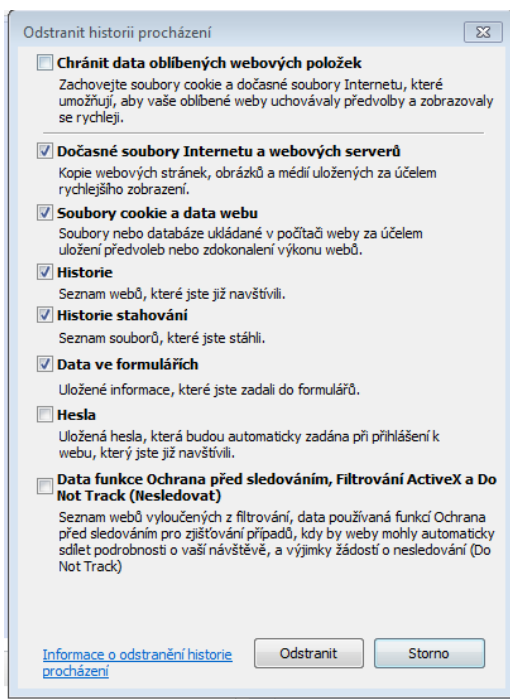 Odstranit historii procházení
Chránit data oblíbených webových položek
Zachovejte soubory cookie a dočasné soubory Internetu, které
umožňují, aby vaše oblíbené weby uchovávaly předvolby a zobrazovaly
se rychleji.
Dočasné soubory Internetu a webových serverů
Kopie webových stránek, obrázků a médií uložených za účelem
rychlejšího zobrazení.
Soubory cookie a data webu
Soubory nebo databáze ukládané v počítači weby za účelem
uložení předvoleb nebo zdokonalení výkonu webů.
Historie
Seznam webů, které jste již navštívili.
Historie stahování
Seznam souborů, které jste stáhli.
Data ve formulářích
Uložené informace, které jste zadali do formulářů.
Hesla
Uložená hesla, která budou automaticky zadána při přihlášení k
webu, který jste již navštívili.
Data funkce Ochrana před sledováním, Filtrování ActiveX a Do
Not Track (Nesledovat)
Seznam webů vyloučených z filtrování, data používaná funkcí Ochrana
před sledováním pro zjišťování případů, kdy by weby mohly automaticky
sdílet podrobnosti o vaší návštěvě, a výjimky žádostí o nesledování (Do
Not Track)
Informace o odstranění historie
procházení
Odstranit
Storno